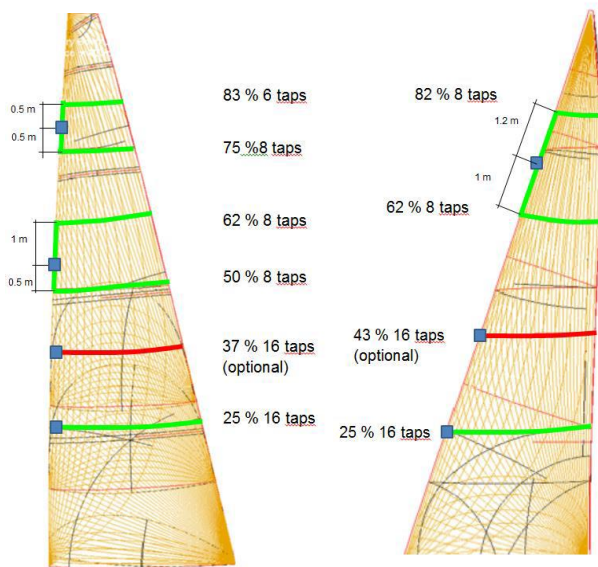 0.5 m
0.5 m
83 % 6 taps
75 %8 taps
1 m
0.5 m
62 % 8 taps
50 % 8 taps
37 % 16 taps
(optional)
25 % 16 taps
82 % 8 taps
1.2 m
1 m
62 % 8 taps
43 % 16 taps
(optional)
25 % 16 taps